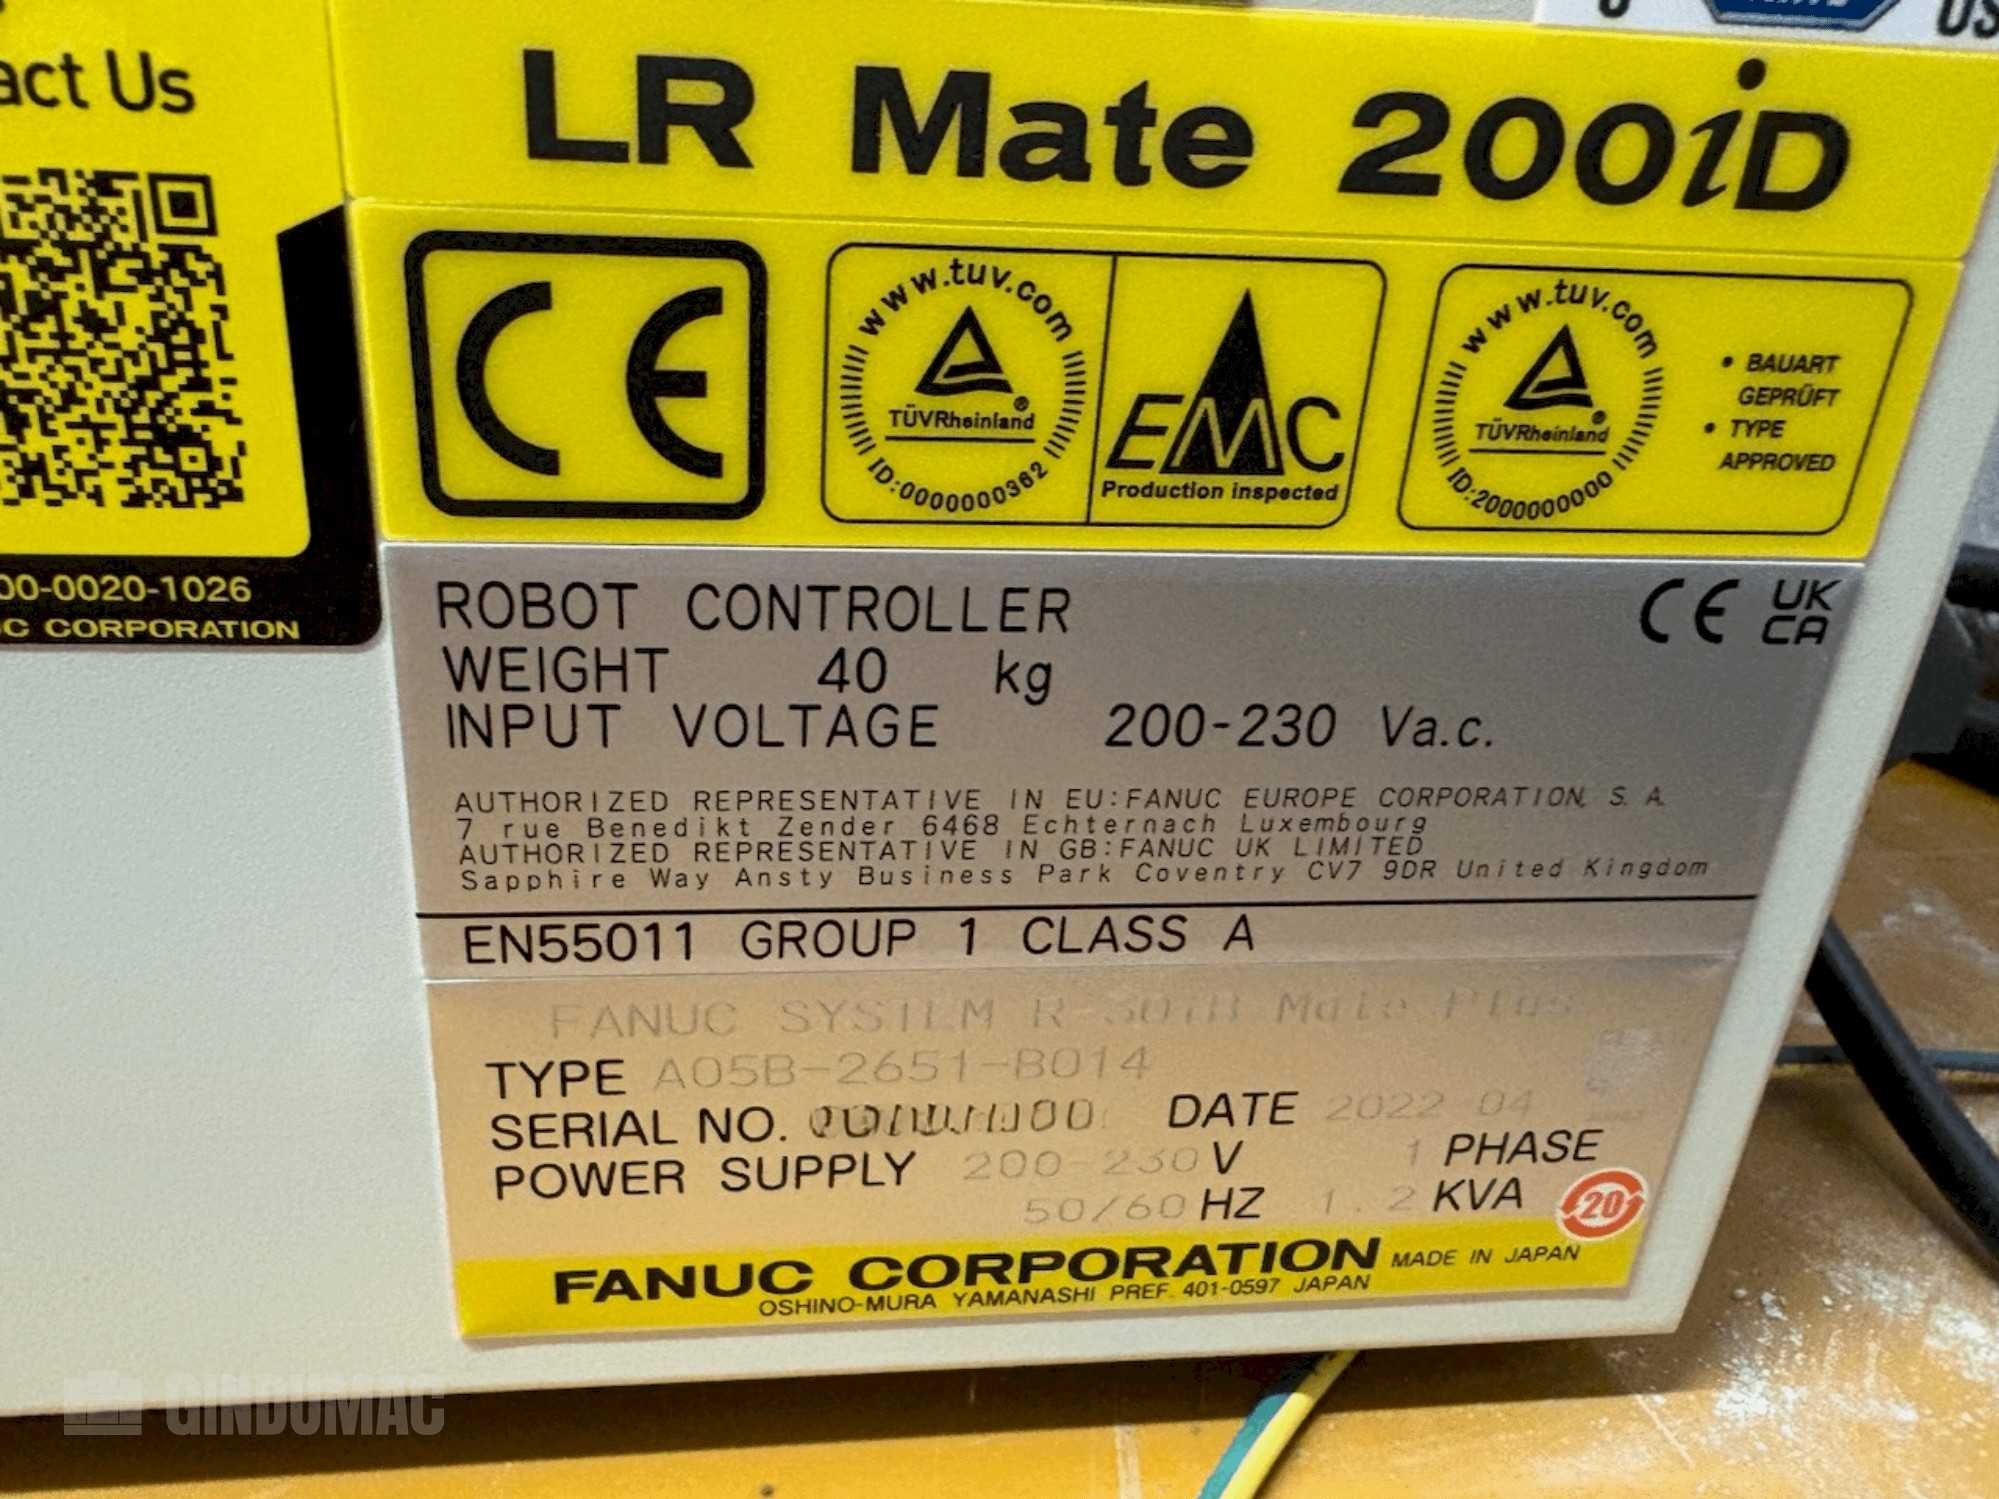 act Us
00-0020-1026
C CORPORATION
LR Mate 200iD
CE
www.tuv.com
TÜVRheinland®
ID:0000000362
EMC
Production inspected
www.tuv.com
TÜVRheinland®
ID:2000000000
• BAUART
GEPRÜFT
• TYPE
APPROVED
ROBOT CONTROLLER
CE UK
CA
WEIGHT 40 kg
INPUT VOLTAGE 200-230 Va.c.
AUTHORIZED REPRESENTATIVE IN EU:FANUC EUROPE CORPORATION, S. A.
7 rue Benedikt Zender 6468 Echternach Luxembourg
AUTHORIZED REPRESENTATIVE IN GB:FANUC UK LIMITED
Sapphire Way Ansty Business Park Coventry CV7 9DR United Kingdom
EN55011 GROUP 1 CLASS A
FANUC SYSTEM R-30iB Mate Plus
TYPE A05B-2651-B014
SERIAL NO. DATE 2022 04
POWER SUPPLY 200-230 V 1 PHASE
50/60 HZ 1.2 KVA
20
FANUC CORPORATION MADE IN JAPAN
OSHINO-MURA YAMANASHI PREF. 401-0597 JAPAN
GINDUMAC